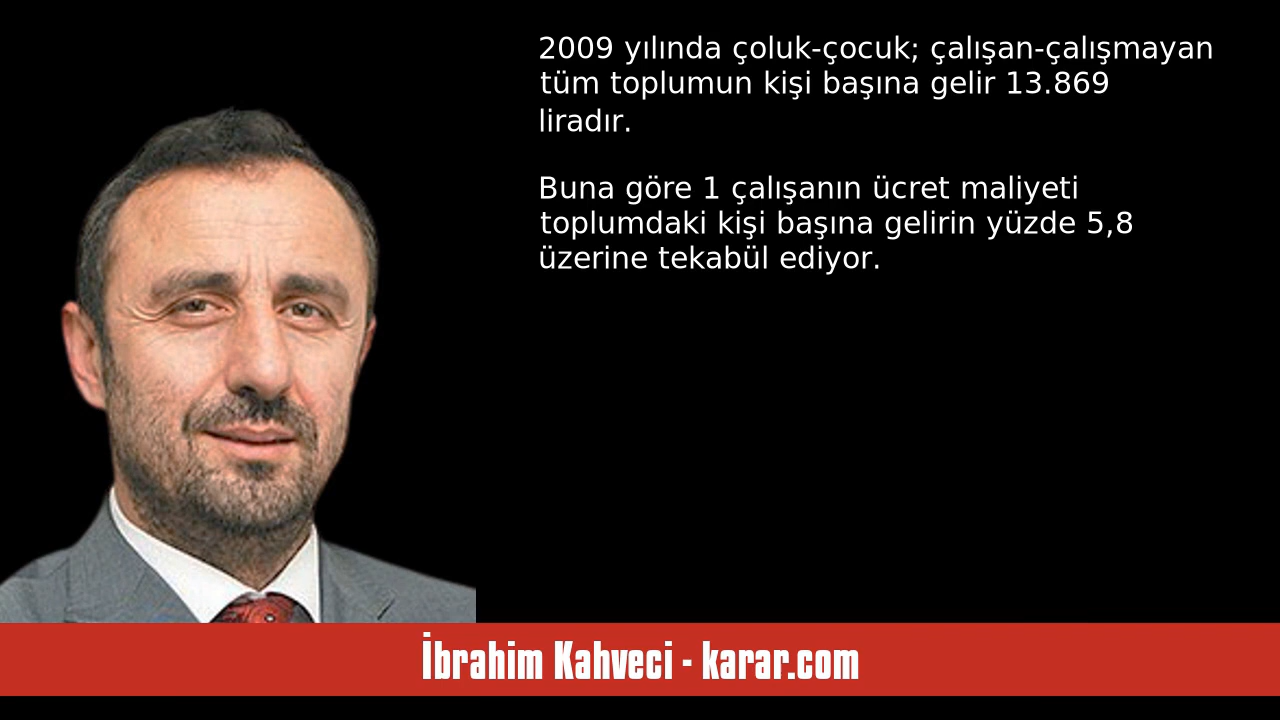 2009 yılında çoluk-çocuk; çalışan-çalışmayan
tüm toplumun kişi başına gelir 13.869
liradır.
Buna göre 1 çalışanın ücret maliyeti
toplumdaki kişi başına gelirin yüzde 5,8
üzerine tekabül ediyor.
İbrahim Kahveci - karar.com